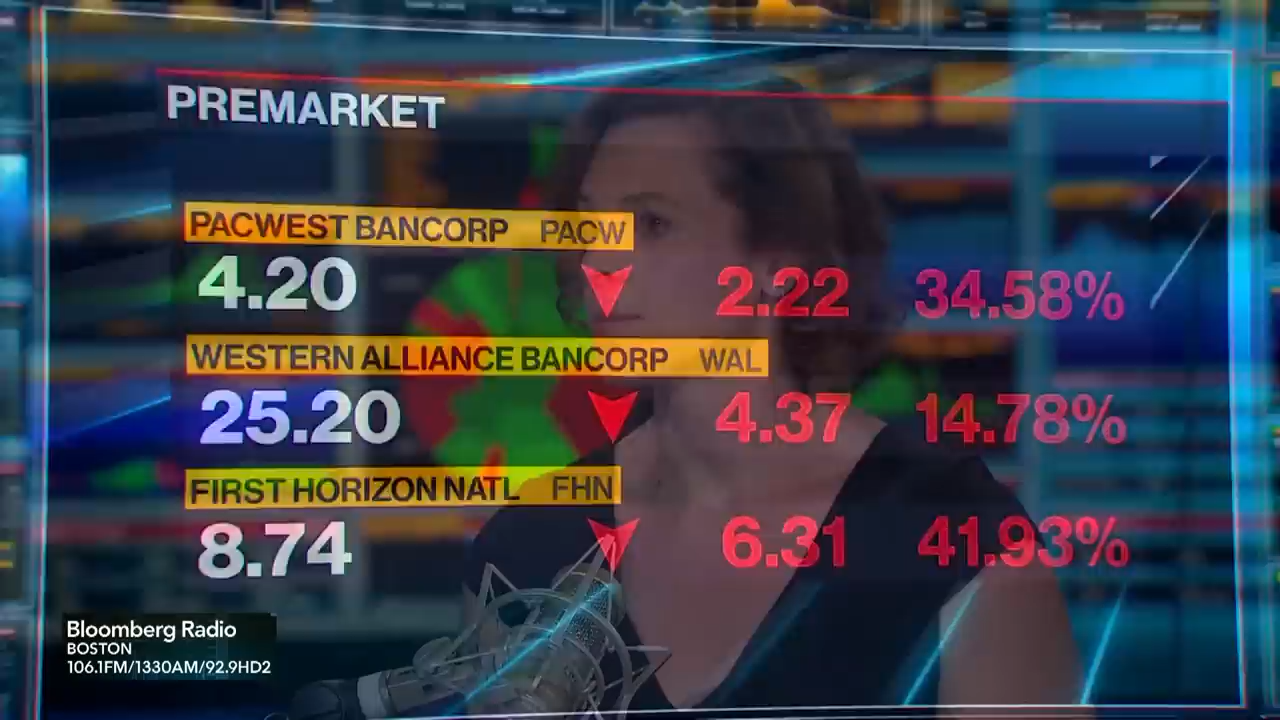 PREMARKET
PACWEST BANCORP PACW
4.20 2.22 34.58%
WESTERN ALLIANCE BANCORP WAL
25.20 4.37 14.78%
FIRST HORIZON NATL FHN
8.74 6.31 41.93%
Bloomberg Radio
BOSTON
106.1FM/1330AM/92.9HD2